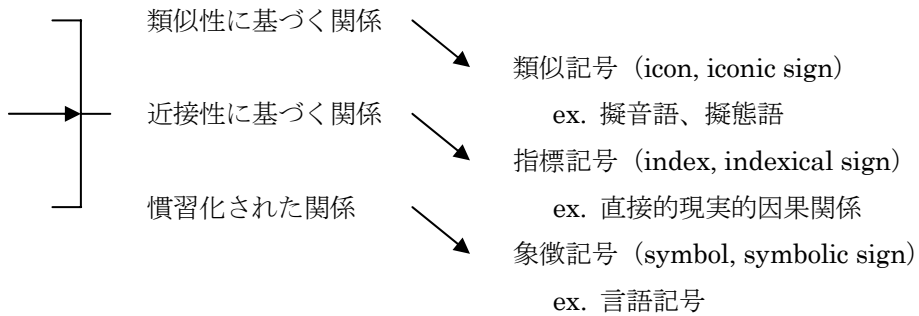 類似性に基づく関係
類似記号（icon, iconic sign）
ex. 擬音語、擬態語
近接性に基づく関係
指標記号（index, indexical sign）
ex. 直接的現実的因果関係
慣習化された関係
象徴記号（symbol, symbolic sign）
ex. 言語記号